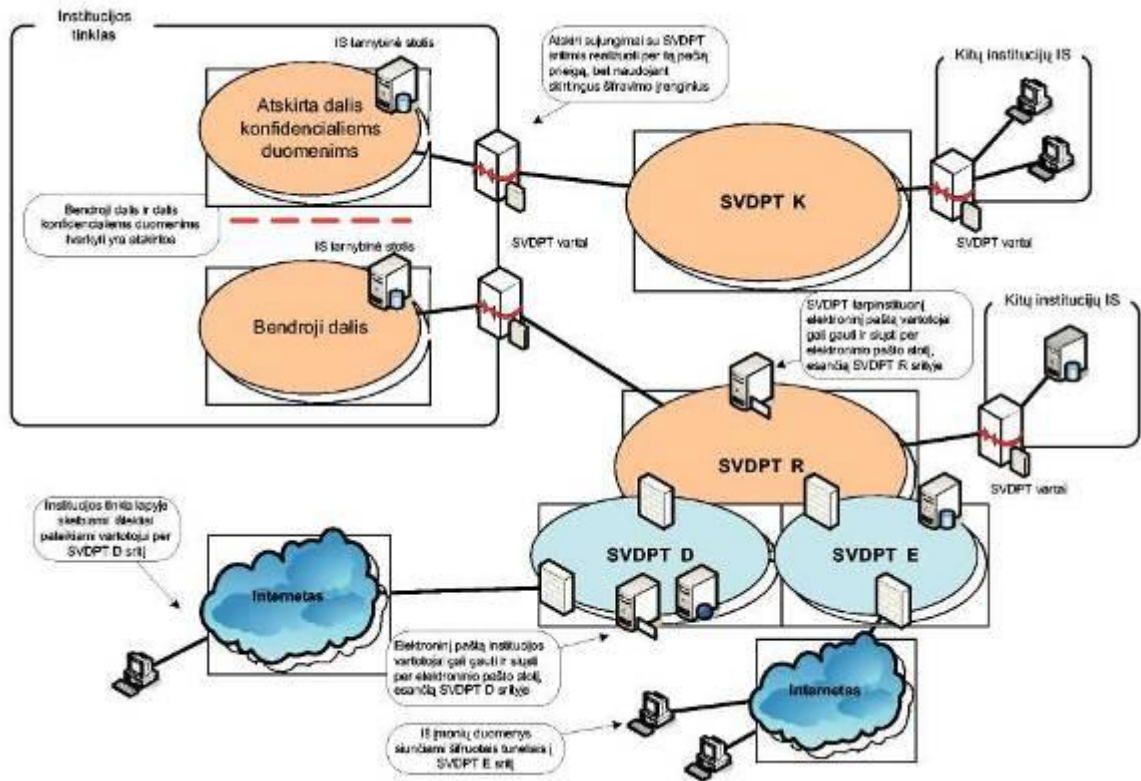 Institucijos
tinklas
IS tarnybinė stotis
Atskirta dalis
konfidencialiems
duomenims
Atskiri sujungimai su SVDPT
sritimis realizuoti per tą pačią
prieigą, bet naudojant
skirtingus šifravimo įrenginius
Kitų institucijų IS
SVDPT K
SVDPT vartai
SVDPT vartai
Bendroji dalis ir dalis
konfidencialiems duomenims
tvarkyti yra atskirtos
IS tarnybinė stotis
Bendroji dalis
SVDPT tarpinstitucinį
elektroninį paštą vartotojai
gali gauti ir siųsti per
elektroninio pašto stotį,
esančią SVDPT R srityje
Kitų institucijų IS
SVDPT R
SVDPT vartai
Institucijos tinkla lapyje
skelbiami ištekliai
pateikiami vartotojui per
SVDPT D sritį
SVDPT D
SVDPT E
Internetas
Elektroninį paštą institucijos
vartotojai gali gauti ir siųsti
per elektroninio pašto stotį,
esančią SVDPT D srityje
Internetas
IS įmonių duomenys
siunčiami šifruotais tuneliais į
SVDPT E sritį